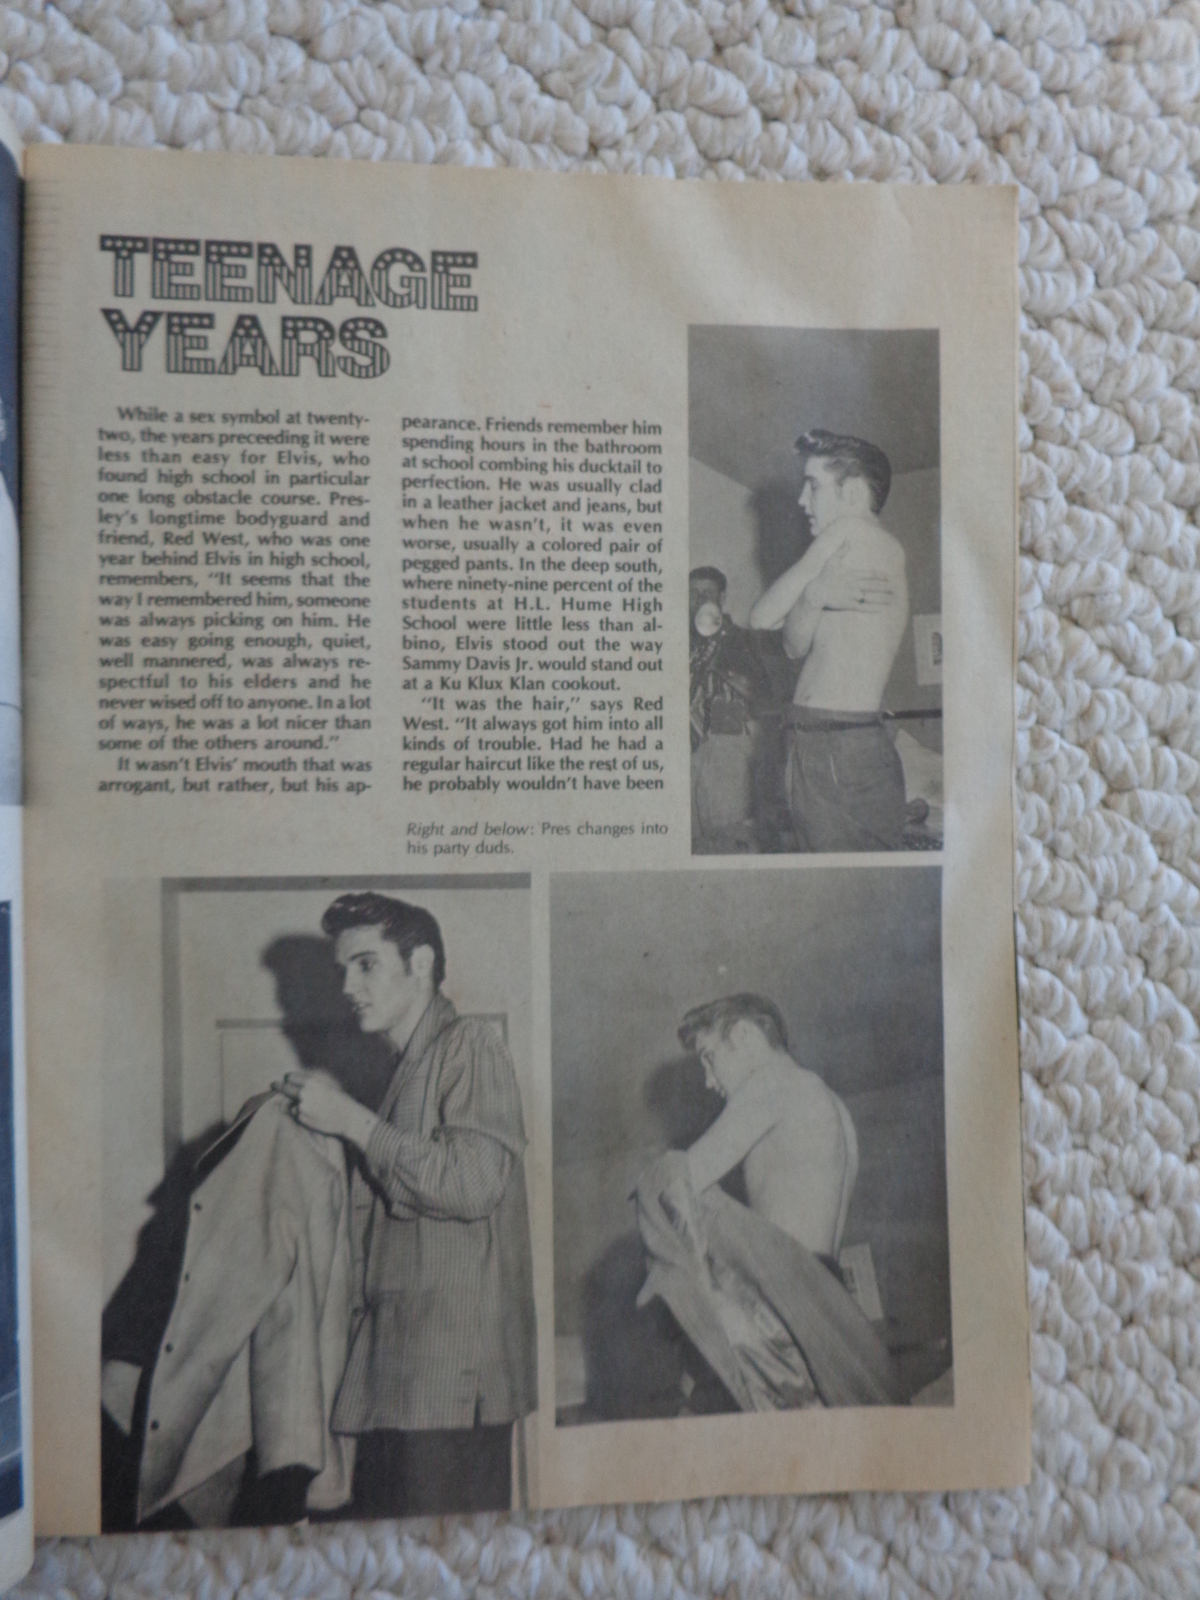 TEENAGE
YEARS
While a sex symbol at twenty-
two, the years preceeding it were
less than easy for Elvis, who
found high school in particular
one long obstacle course. Pres-
ley's longtime bodyguard and
friend, Red West, who was one
year behind Elvis in high school,
remembers, "It seems that the
way I remembered him, someone
was always picking on him. He
was easy going enough, quiet,
well mannered, was always re-
spectful to his elders and he
never wised off to anyone. In a lot
of ways, he was a lot nicer than
some of the others around."
It wasn't Elvis' mouth that was
arrogant, but rather, but his ap-
pearance. Friends remember him
spending hours in the bathroom
at school combing his ducktail to
perfection. He was usually clad
in a leather jacket and jeans, but
when he wasn't, it was even
worse, usually a colored pair of
pegged pants. In the deep south,
where ninety-nine percent of the
students at H.L. Hume High
School were little less than al-
bino, Elvis stood out the way
Sammy Davis Jr. would stand out
at a Ku Klux Klan cookout.
"It was the hair," says Red
West. "It always got him into all
kinds of trouble. Had he had a
regular haircut like the rest of us,
he probably wouldn't have been
Right and below: Pres changes into
his party duds.